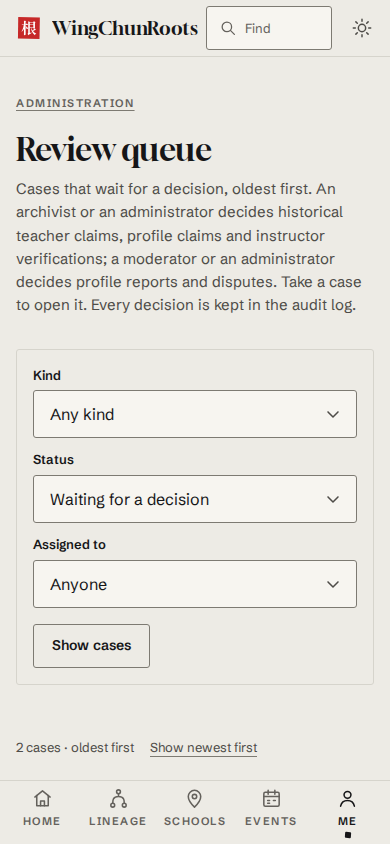 根 WingChunRoots Find
ADMINISTRATION
Review queue
Cases that wait for a decision, oldest first. An
archivist or an administrator decides historical
teacher claims, profile claims and instructor
verifications; a moderator or an administrator
decides profile reports and disputes. Take a case
to open it. Every decision is kept in the audit log.
Kind
Any kind
Status
Waiting for a decision
Assigned to
Anyone
Show cases
2 cases · oldest first Show newest first
HOME LINEAGE SCHOOLS EVENTS ME